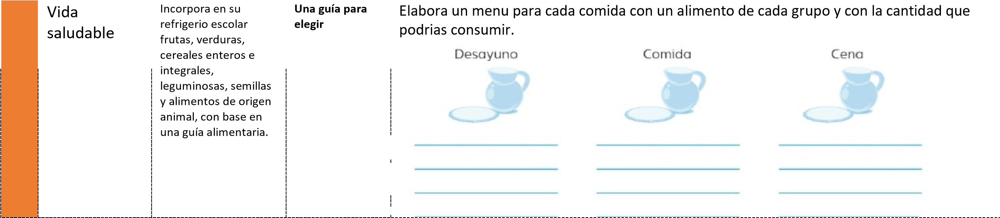 Vida
saludable
Incorpora en su
refrigerio escolar
frutas, verduras,
cereales enteros e
integrales,
leguminosas, semillas
y alimentos de origen
animal, con base en
una guía alimentaria.
Una guía para
elegir
Elabora un menu para cada comida con un alimento de cada grupo y con la cantidad que
podrias consumir.
Desayuno
Comida
Cena